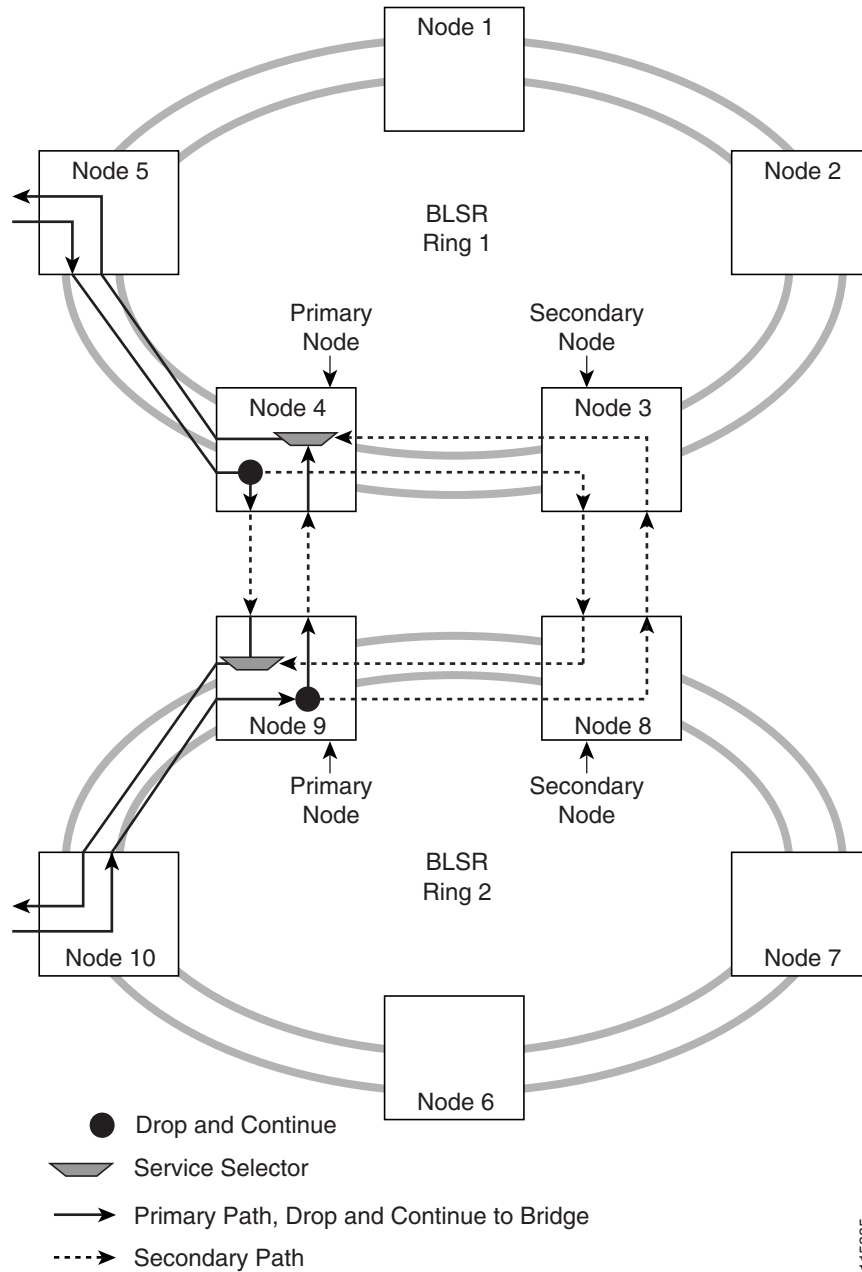 Node 1
Node 5
Node 2
BLSR
Ring 1
Primary
Node
Secondary
Node
Node 4
Node 3
Node 9
Node 8
Primary
Node
Secondary
Node
BLSR
Ring 2
Node 10
Node 7
Node 6
Drop and Continue
Service Selector
Primary Path, Drop and Continue to Bridge
Secondary Path